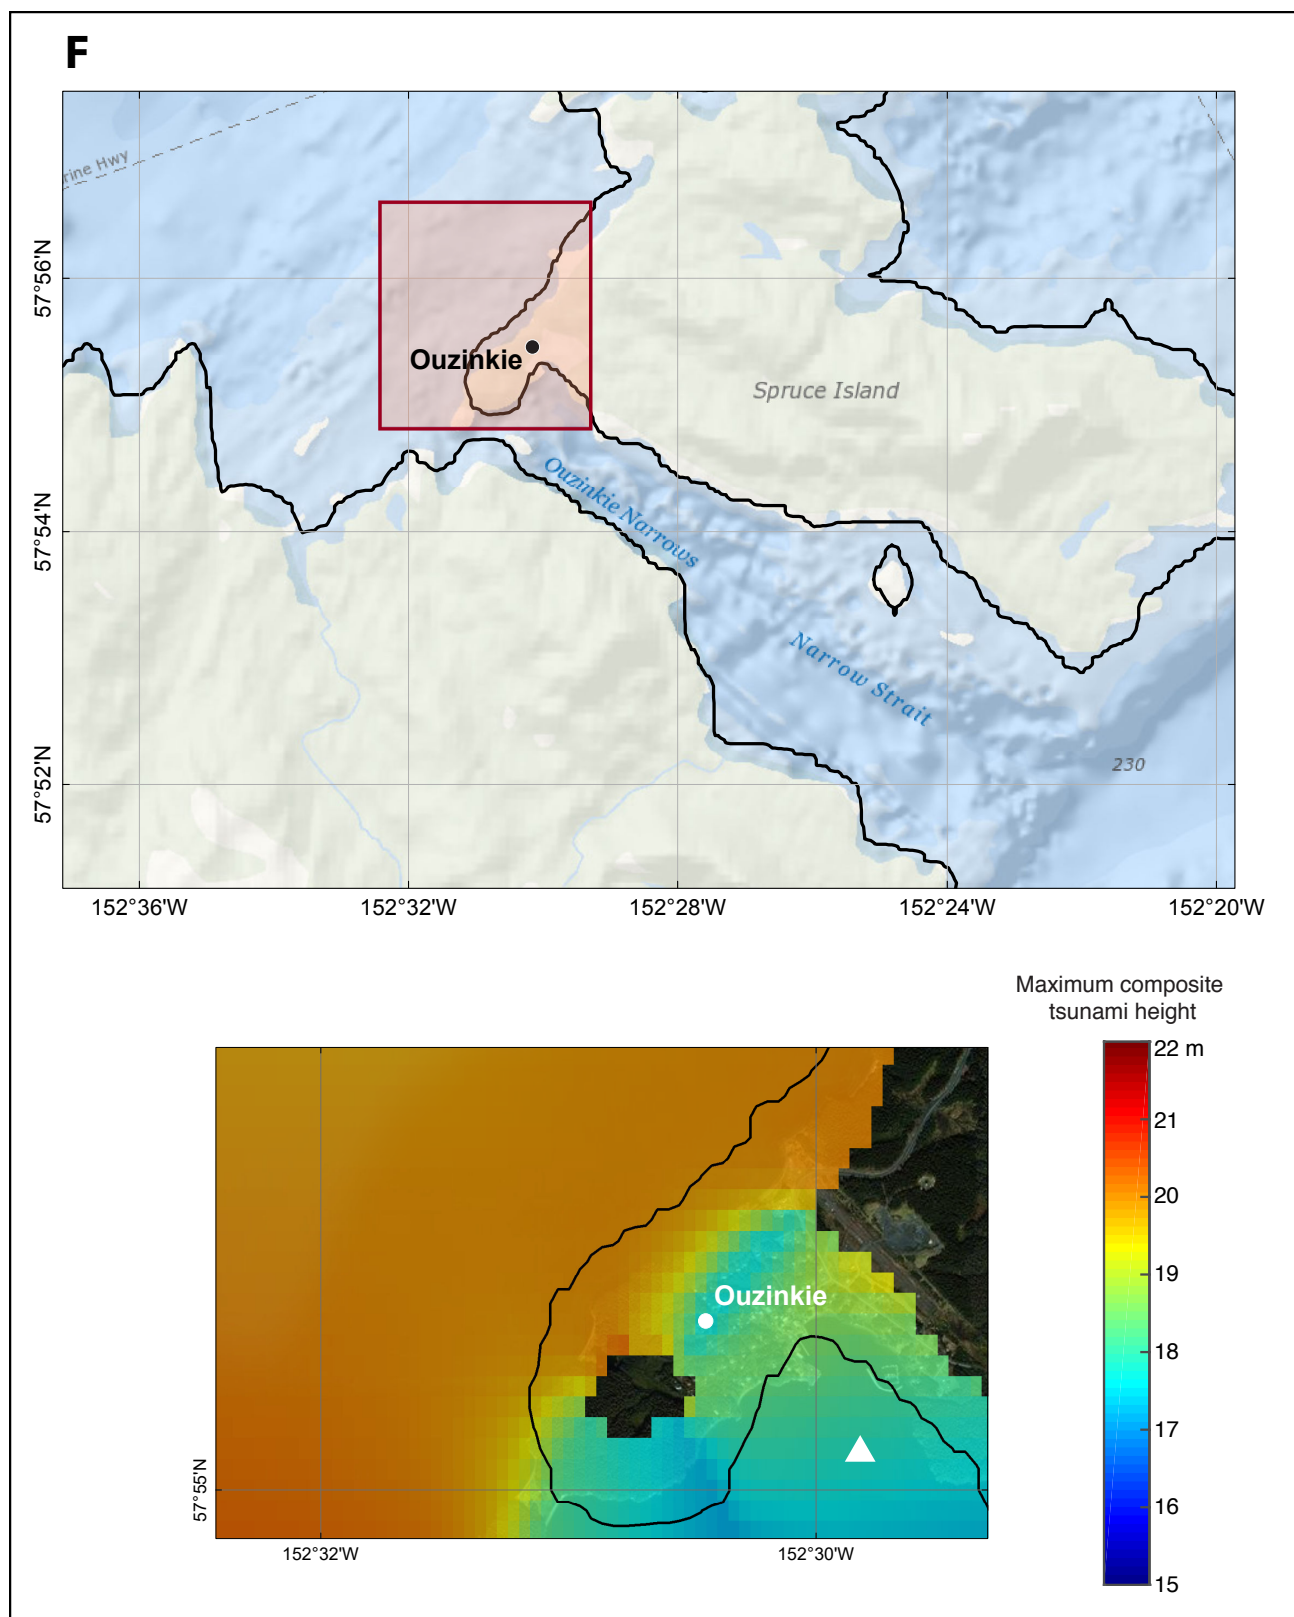 F
rine Hwy
57°56'N
Ouzinkie
Spruce Island
Ouzinkie Narrows
57°54'N
Narrow Strait
230
57°52'N
152°36'W
152°32'W
152°28'W
152°24'W
152°20'W
Maximum composite
tsunami height
22 m
21
20
19
18
17
16
15
Ouzinkie
57°55'N
152°32'W
152°30'W